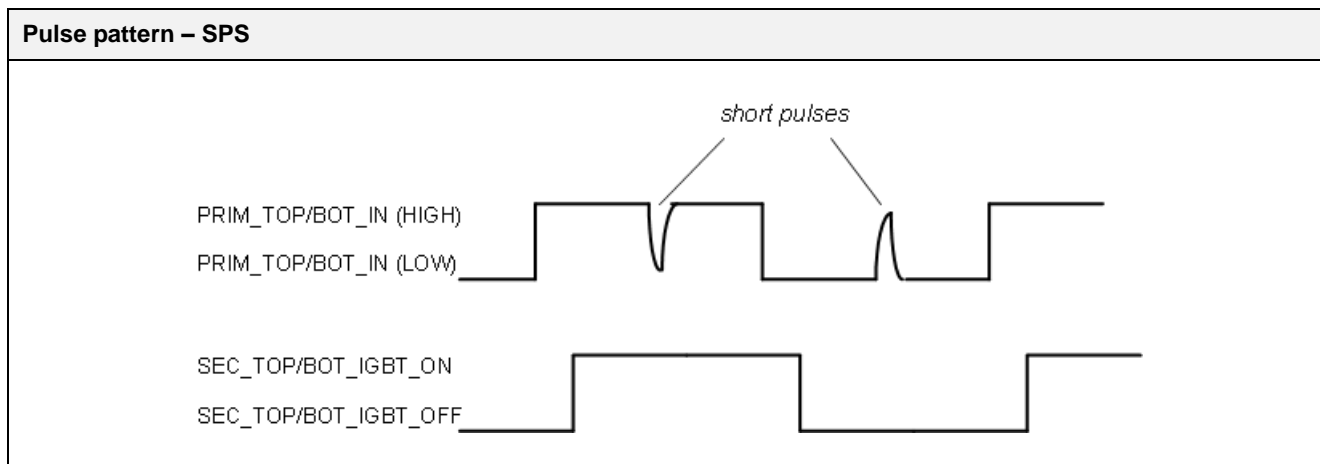 Pulse pattern – SPS
short pulses
PRIM_TOP/BOT_IN (HIGH)
PRIM_TOP/BOT_IN (LOW)
SEC_TOP/BOT_IGBT_ON
SEC_TOP/BOT_IGBT_OFF